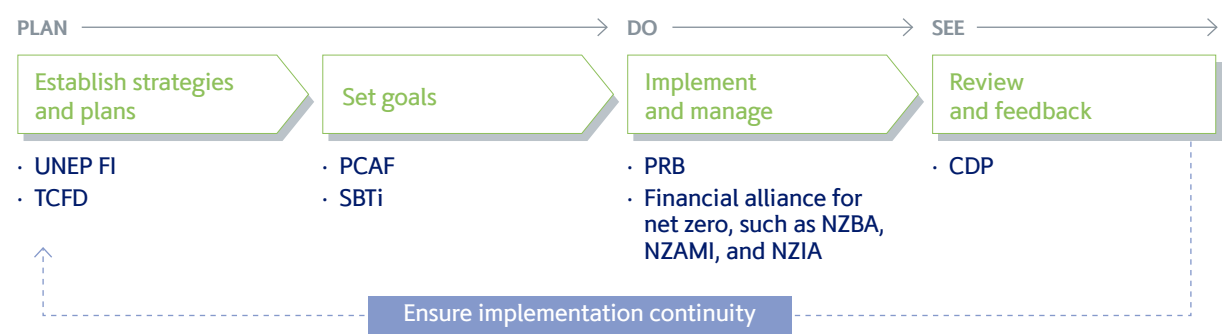 PLAN
DO
SEE
Establish strategies
and plans
Set goals
Implement
and manage
Review
and feedback
· UNEP FI
· TCFD
· PCAF
· SBTi
· PRB
· Financial alliance for
net zero, such as NZBA,
NZAMI, and NZIA
· CDP
Ensure implementation continuity